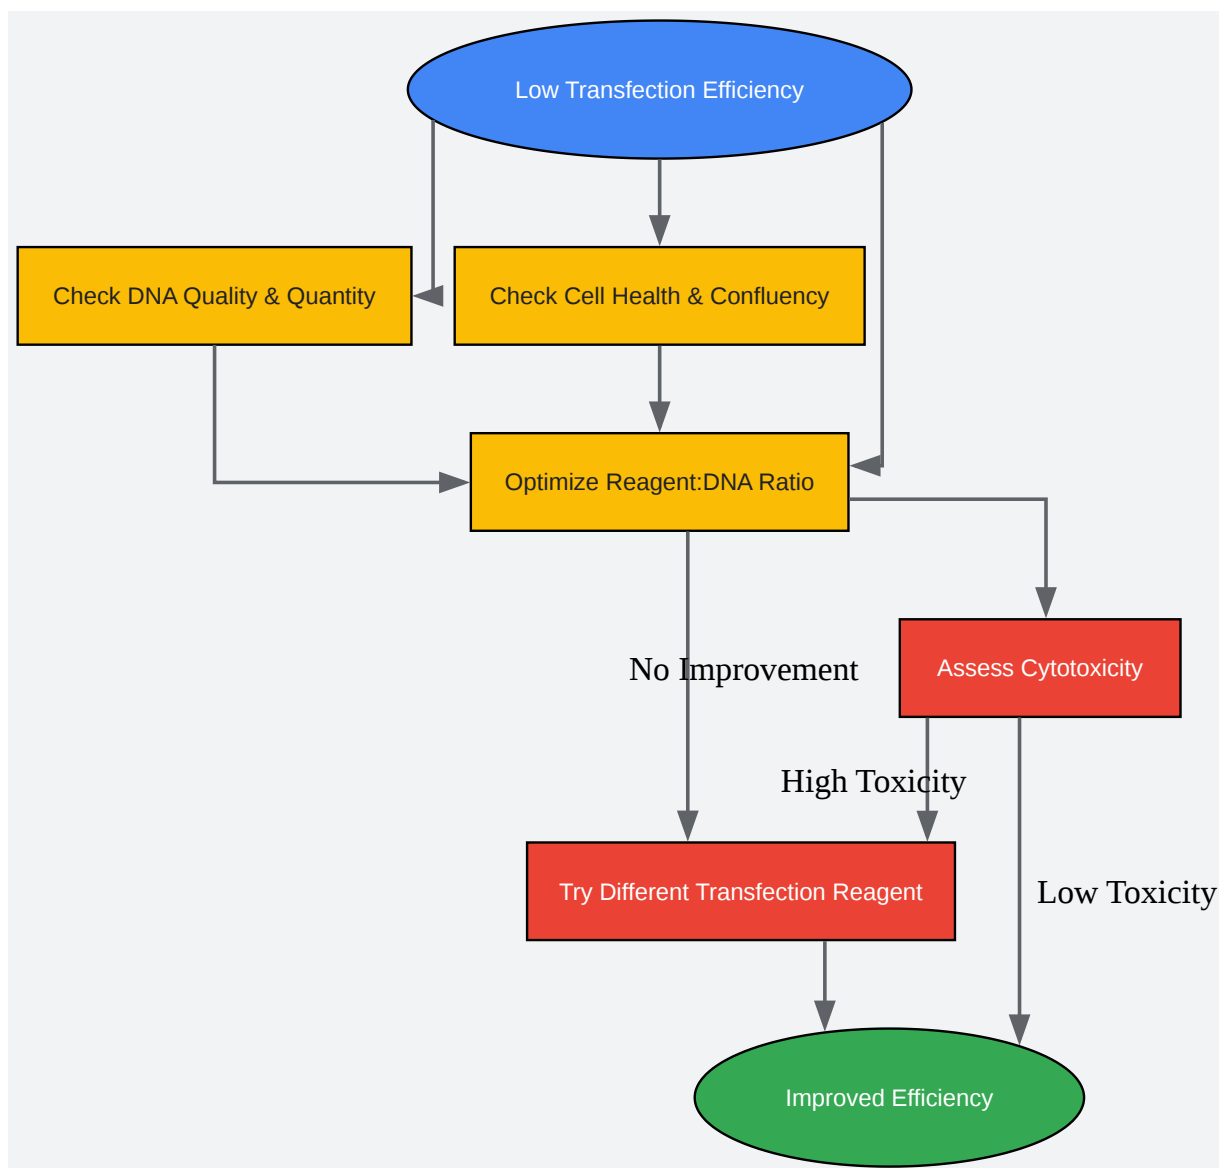 Low Transfection Efficiency
Check DNA Quality & Quantity
Check Cell Health & Confluency
Optimize Reagent:DNA Ratio
No Improvement
Assess Cytotoxicity
High Toxicity
Try Different Transfection Reagent
Low Toxicity
Improved Efficiency